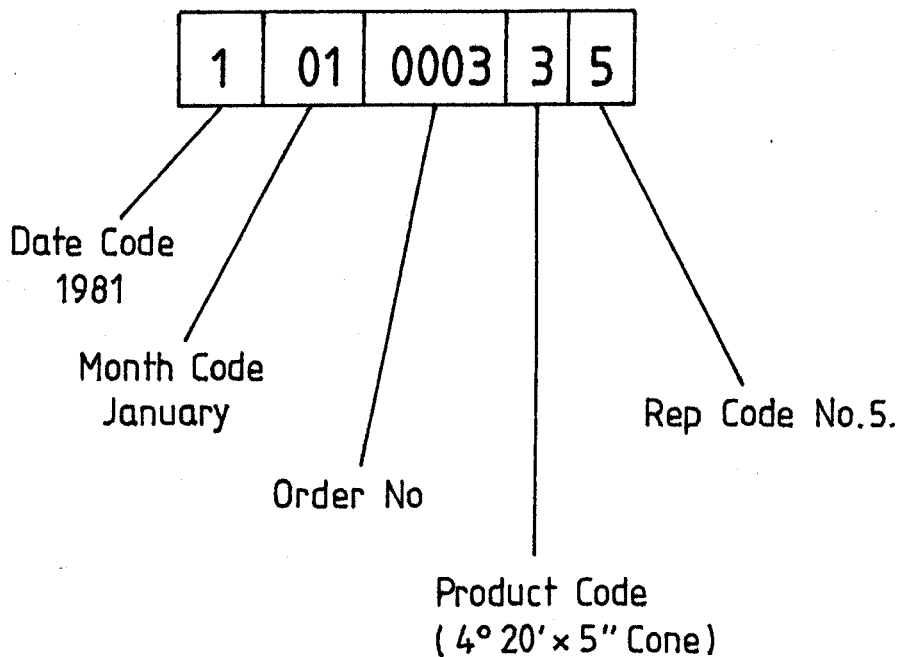 1 01 0003 3 5
Date Code
1981
Month Code
January
Rep Code No.5.
Order No
Product Code
(4° 20' × 5" Cone)